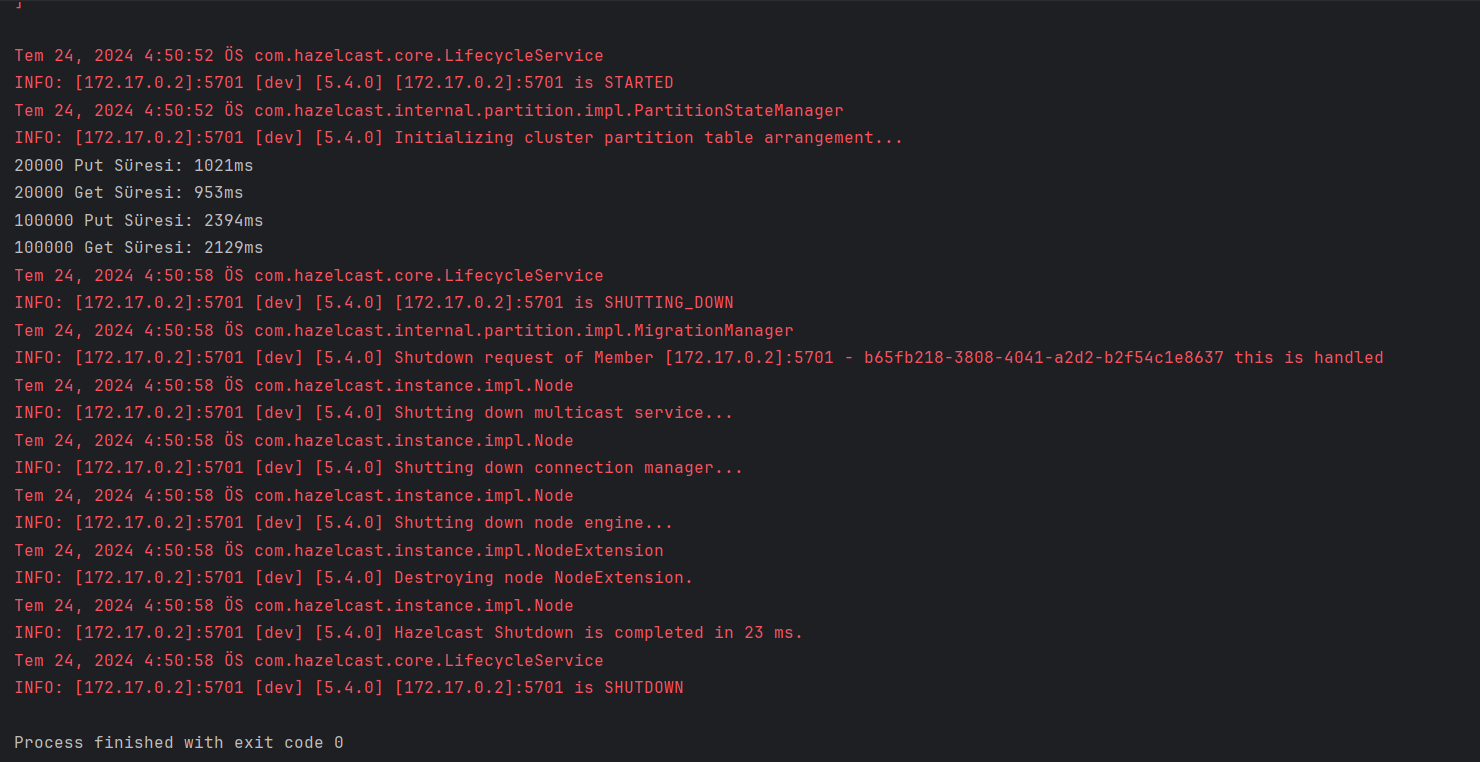 ]
Tem 24, 2024 4:50:52 ÖS com.hazelcast.core.LifecycleService
INFO: [172.17.0.2]:5701 [dev] [5.4.0] [172.17.0.2]:5701 is STARTED
Tem 24, 2024 4:50:52 ÖS com.hazelcast.internal.partition.impl.PartitionStateManager
INFO: [172.17.0.2]:5701 [dev] [5.4.0] Initializing cluster partition table arrangement...
20000 Put Süresi: 1021ms
20000 Get Süresi: 953ms
100000 Put Süresi: 2394ms
100000 Get Süresi: 2129ms
Tem 24, 2024 4:50:58 ÖS com.hazelcast.core.LifecycleService
INFO: [172.17.0.2]:5701 [dev] [5.4.0] [172.17.0.2]:5701 is SHUTTING_DOWN
Tem 24, 2024 4:50:58 ÖS com.hazelcast.internal.partition.impl.MigrationManager
INFO: [172.17.0.2]:5701 [dev] [5.4.0] Shutdown request of Member [172.17.0.2]:5701 - b65fb218-3808-4041-a2d2-b2f54c1e8637 this is handled
Tem 24, 2024 4:50:58 ÖS com.hazelcast.instance.impl.Node
INFO: [172.17.0.2]:5701 [dev] [5.4.0] Shutting down multicast service...
Tem 24, 2024 4:50:58 ÖS com.hazelcast.instance.impl.Node
INFO: [172.17.0.2]:5701 [dev] [5.4.0] Shutting down connection manager...
Tem 24, 2024 4:50:58 ÖS com.hazelcast.instance.impl.Node
INFO: [172.17.0.2]:5701 [dev] [5.4.0] Shutting down node engine...
Tem 24, 2024 4:50:58 ÖS com.hazelcast.instance.impl.NodeExtension
INFO: [172.17.0.2]:5701 [dev] [5.4.0] Destroying node NodeExtension.
Tem 24, 2024 4:50:58 ÖS com.hazelcast.instance.impl.Node
INFO: [172.17.0.2]:5701 [dev] [5.4.0] Hazelcast Shutdown is completed in 23 ms.
Tem 24, 2024 4:50:58 ÖS com.hazelcast.core.LifecycleService
INFO: [172.17.0.2]:5701 [dev] [5.4.0] [172.17.0.2]:5701 is SHUTDOWN
Process finished with exit code 0